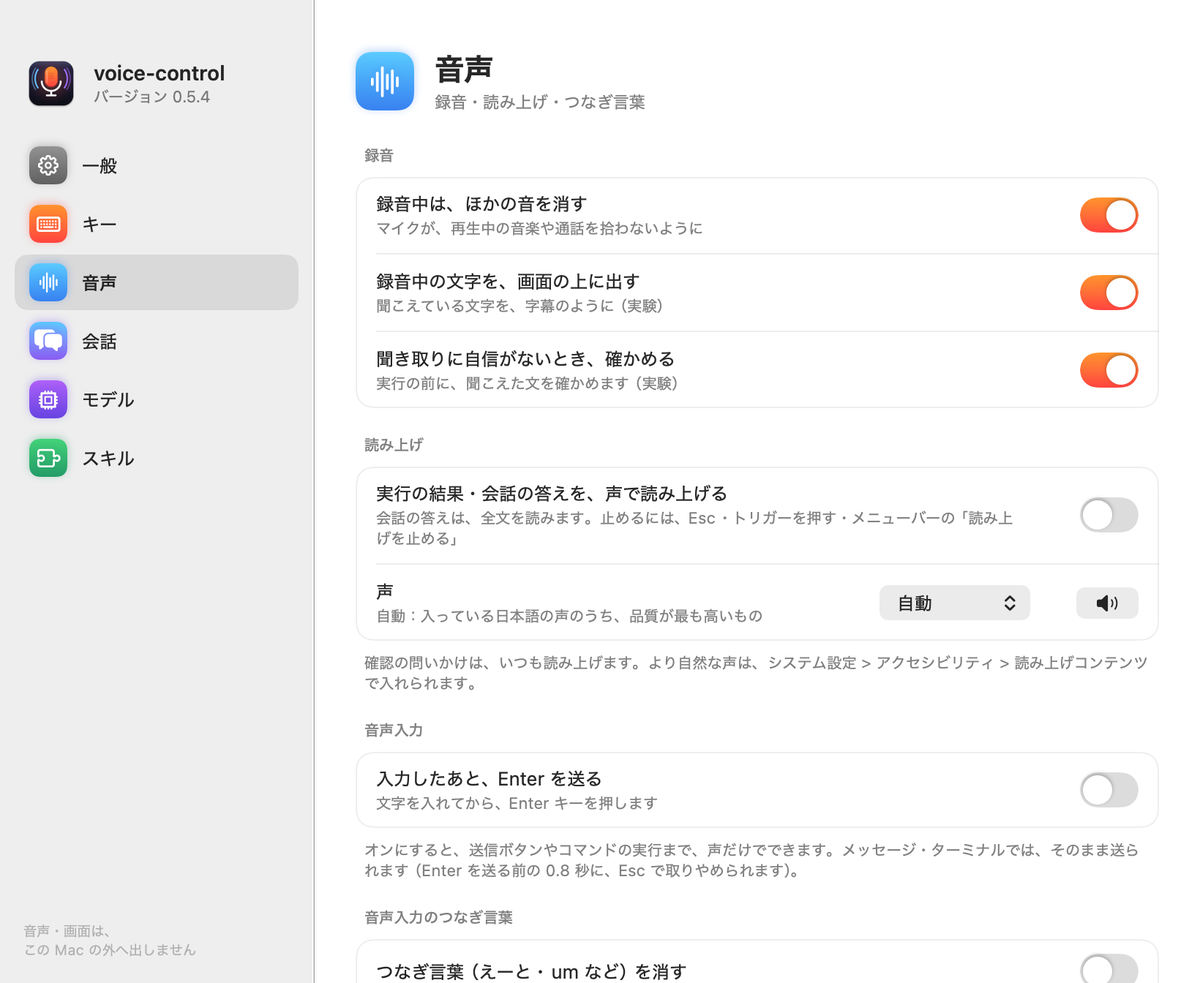 voice-control
バージョン 0.5.4
一般
キー
音声
会話
モデル
スキル
音声・画面は、
この Mac の外へ出しません
音声
録音・読み上げ・つなぎ言葉
録音
録音中は、ほかの音を消す
マイクが、再生中の音楽や通話を拾わないように
録音中の文字を、画面の上に出す
聞こえている文字を、字幕のように（実験）
聞き取りに自信がないとき、確かめる
実行の前に、聞こえた文を確かめます（実験）
読み上げ
実行の結果・会話の答えを、声で読み上げる
会話の答えは、全文を読みます。止めるには、Esc・トリガーを押す・メニューバーの「読み上
げを止める」
声
自動：入っている日本語の声のうち、品質が最も高いもの
自動
確認の問いかけは、いつも読み上げます。より自然な声は、システム設定 > アクセシビリティ > 読み上げコンテンツ
で入れられます。
音声入力
入力したあと、Enter を送る
文字を入れてから、Enter キーを押します
オンにすると、送信ボタンやコマンドの実行まで、声だけでできます。メッセージ・ターミナルでは、そのまま送ら
れます（Enter を送る前の 0.8 秒に、Esc で取りやめられます）。
音声入力のつなぎ言葉
つなぎ言葉（えーと・um など）を消す